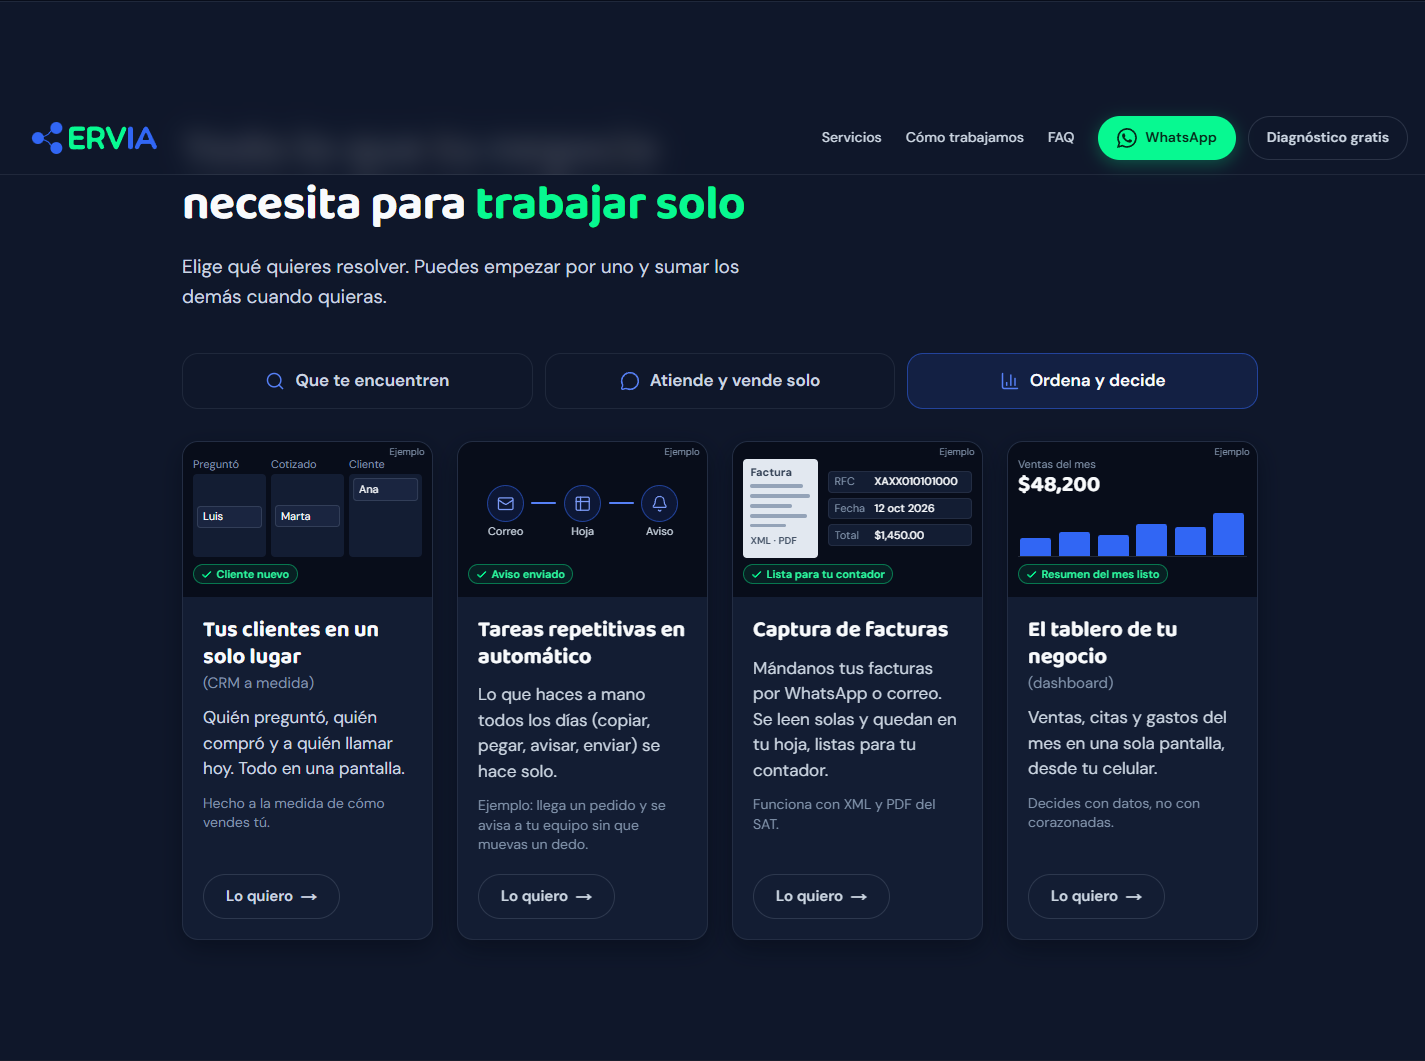 ERVIA
Servicios
Cómo trabajamos
FAQ
WhatsApp
Diagnóstico gratis
necesita para trabajar solo
Elige qué quieres resolver. Puedes empezar por uno y sumar los
demás cuando quieras.
Que te encuentren
Atiende y vende solo
Ordena y decide
Ejemplo
Preguntó
Cotizado
Cliente
Ana
Luis
Marta
Cliente nuevo
Tus clientes en un
solo lugar
(CRM a medida)
Quién preguntó, quién
compró y a quién llamar
hoy. Todo en una pantalla.
Hecho a la medida de cómo
vendes tú.
Lo quiero →
Ejemplo
Correo
Hoja
Aviso
Aviso enviado
Tareas repetitivas en
automático
Lo que haces a mano
todos los días (copiar,
pegar, avisar, enviar) se
hace solo.
Ejemplo: llega un pedido y se
avisa a tu equipo sin que
muevas un dedo.
Lo quiero →
Ejemplo
Factura
XML · PDF
RFC XAXX010101000
Fecha 12 oct 2026
Total $1,450.00
Lista para tu contador
Captura de facturas
Mándanos tus facturas
por WhatsApp o correo.
Se leen solas y quedan en
tu hoja, listas para tu
contador.
Funciona con XML y PDF del
SAT.
Lo quiero →
Ejemplo
Ventas del mes
$48,200
Resumen del mes listo
El tablero de tu
negocio
(dashboard)
Ventas, citas y gastos del
mes en una sola pantalla,
desde tu celular.
Decides con datos, no con
corazonadas.
Lo quiero →